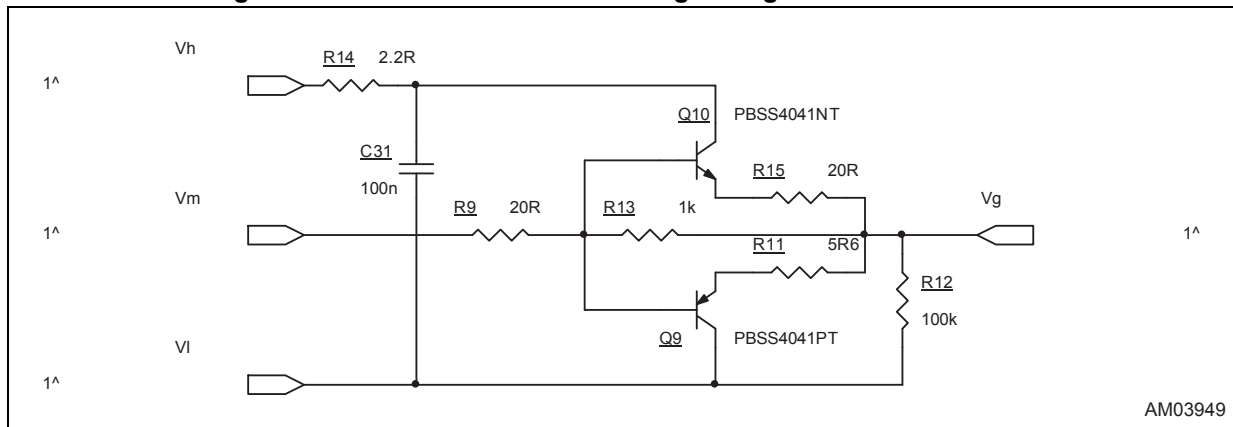 Vh
R14 2.2R
1^
Q10 PBSS4041NT
C31
100n
R15 20R
Vm
Vg
R9 20R
R13 1k
1^
1^
R11 5R6
R12
100k
Q9 PBSS4041PT
Vl
1^
AM03949